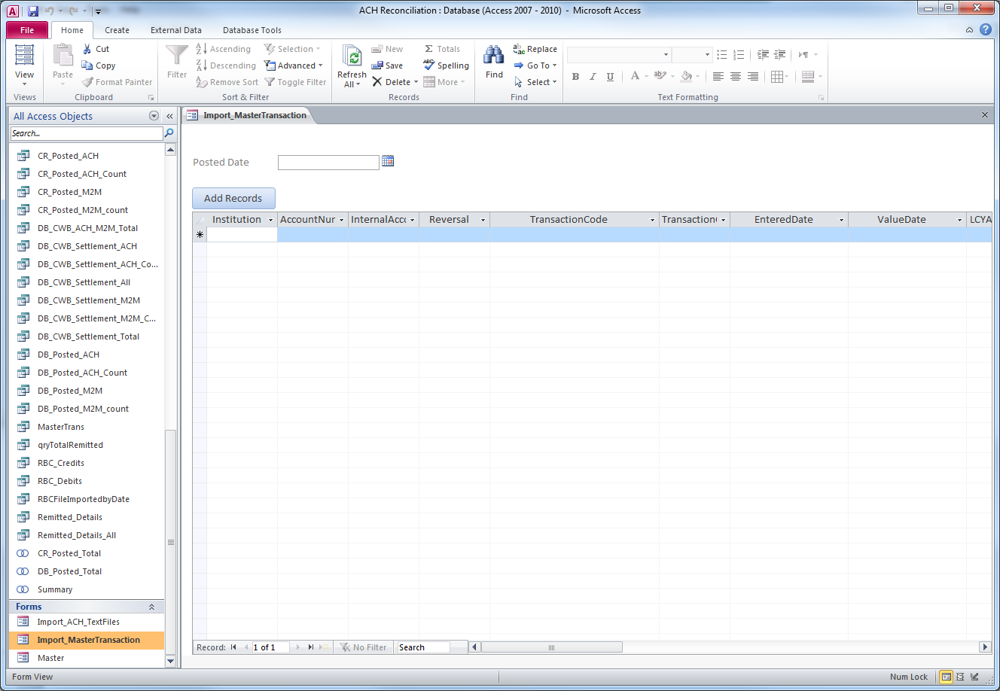 ACH Reconciliation : Database (Access 2007 - 2010)  -  Microsoft Access
File Home Create External Data Database Tools
View
Views
Paste
Cut
Copy
Format Painter
Clipboard
Filter
Ascending
Descending
Remove Sort
Selection
Advanced
Toggle Filter
Sort & Filter
Refresh
All
New
Save
Delete
Totals
Spelling
More
Records
Find
Replace
Go To
Select
Find
Text Formatting
All Access Objects
Search...
CR_Posted_ACH
CR_Posted_ACH_Count
CR_Posted_M2M
CR_Posted_M2M_count
DB_CWB_ACH_M2M_Total
DB_CWB_Settlement_ACH
DB_CWB_Settlement_ACH_Co...
DB_CWB_Settlement_All
DB_CWB_Settlement_M2M
DB_CWB_Settlement_M2M_C...
DB_CWB_Settlement_Total
DB_Posted_ACH
DB_Posted_ACH_Count
DB_Posted_M2M
DB_Posted_M2M_count
MasterTrans
qryTotalRemitted
RBC_Credits
RBC_Debits
RBCFileImportedbyDate
Remitted_Details
Remitted_Details_All
CR_Posted_Total
DB_Posted_Total
Summary
Forms
Import_ACH_TextFiles
Import_MasterTransaction
Master
Import_MasterTransaction
Posted Date
Add Records
Institution AccountNur InternalAcc Reversal TransactionCode Transaction EnteredDate ValueDate LCYA
Record: 1 of 1 No Filter Search
Form View
Num Lock